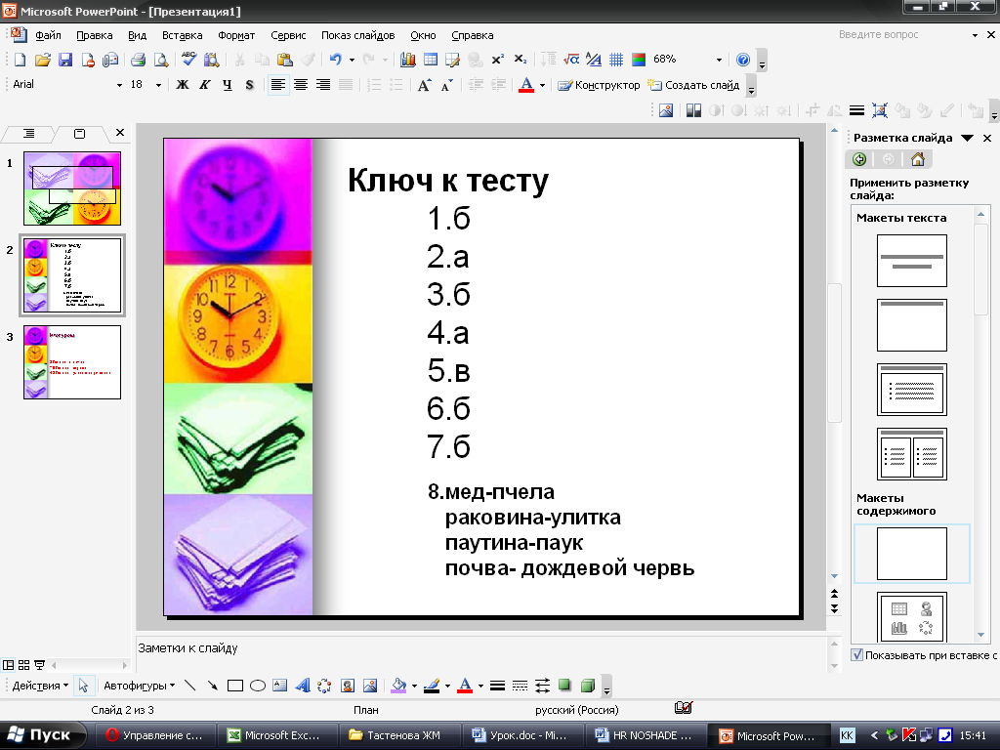 Microsoft PowerPoint - [Презентация1]
Файл Правка Вид Вставка Формат Сервис Показ слайдов Окно Справка
Введите вопрос
68%
Arial 18 Ж К Ч S
Конструктор Создать слайд
Разметка слайда
Применить разметку
слайда:
Макеты текста
Макеты
содержимого
Показывать при вставке с
1
2
3
Ключ к тесту
1.б
2.а
3.б
4.а
5.в
6.б
7.б
8.мед-пчела
раковина-улитка
паутина-паук
почва- дождевой червь
Заметки к слайду
Действия Автофигуры
Слайд 2 из 3
План
русский (Россия)
Пуск
Управление с...
Microsoft Exc...
Тастенова ЖМ
Урок.doc - Mi...
HR NOSHADE ...
Microsoft Pow...
KK
15:41